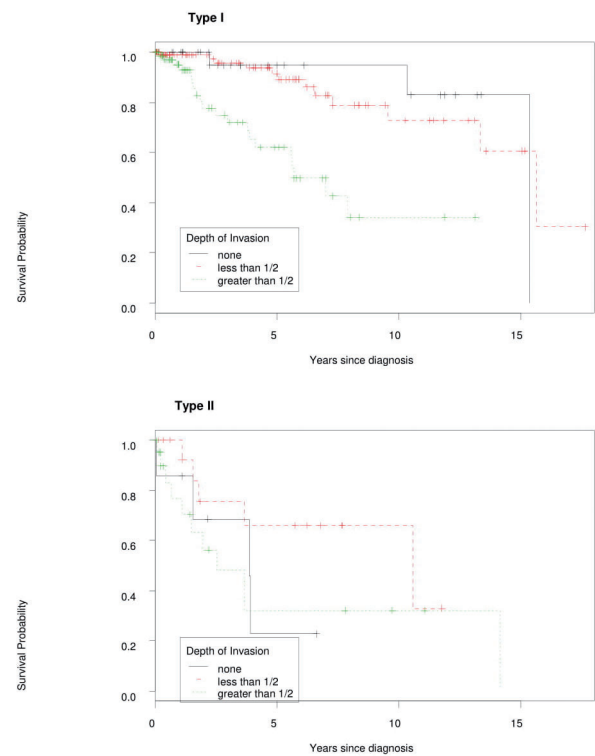 Type I
1.0
0.8
0.6
0.4
0.2
0.0
Survival Probability
Depth of Invasion
none
less than 1/2
greater than 1/2
0
5
10
15
Years since diagnosis
Type II
1.0
0.8
0.6
0.4
0.2
0.0
Survival Probability
Depth of Invasion
none
less than 1/2
greater than 1/2
0
5
10
15
Years since diagnosis